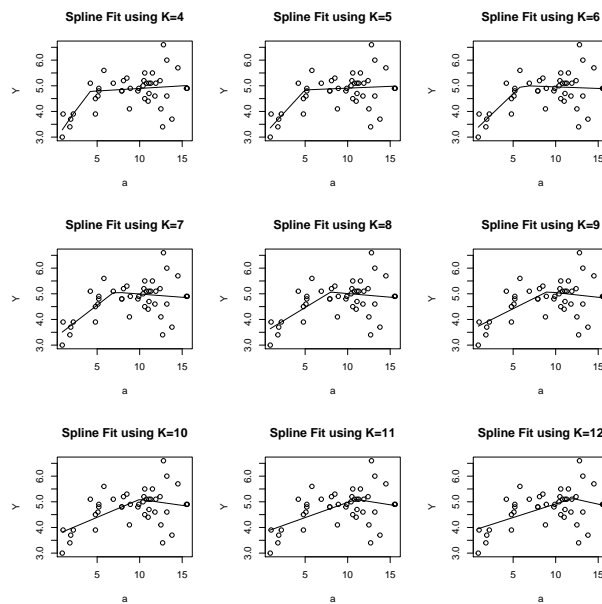 Spline Fit using K=4
Spline Fit using K=5
Spline Fit using K=6
Y
3.0 4.0 5.0 6.0
5 10 15
a
Y
3.0 4.0 5.0 6.0
5 10 15
a
Y
3.0 4.0 5.0 6.0
5 10 15
a
Spline Fit using K=7
Spline Fit using K=8
Spline Fit using K=9
Y
3.0 4.0 5.0 6.0
5 10 15
a
Y
3.0 4.0 5.0 6.0
5 10 15
a
Y
3.0 4.0 5.0 6.0
5 10 15
a
Spline Fit using K=10
Spline Fit using K=11
Spline Fit using K=12
Y
3.0 4.0 5.0 6.0
5 10 15
a
Y
3.0 4.0 5.0 6.0
5 10 15
a
Y
3.0 4.0 5.0 6.0
5 10 15
a